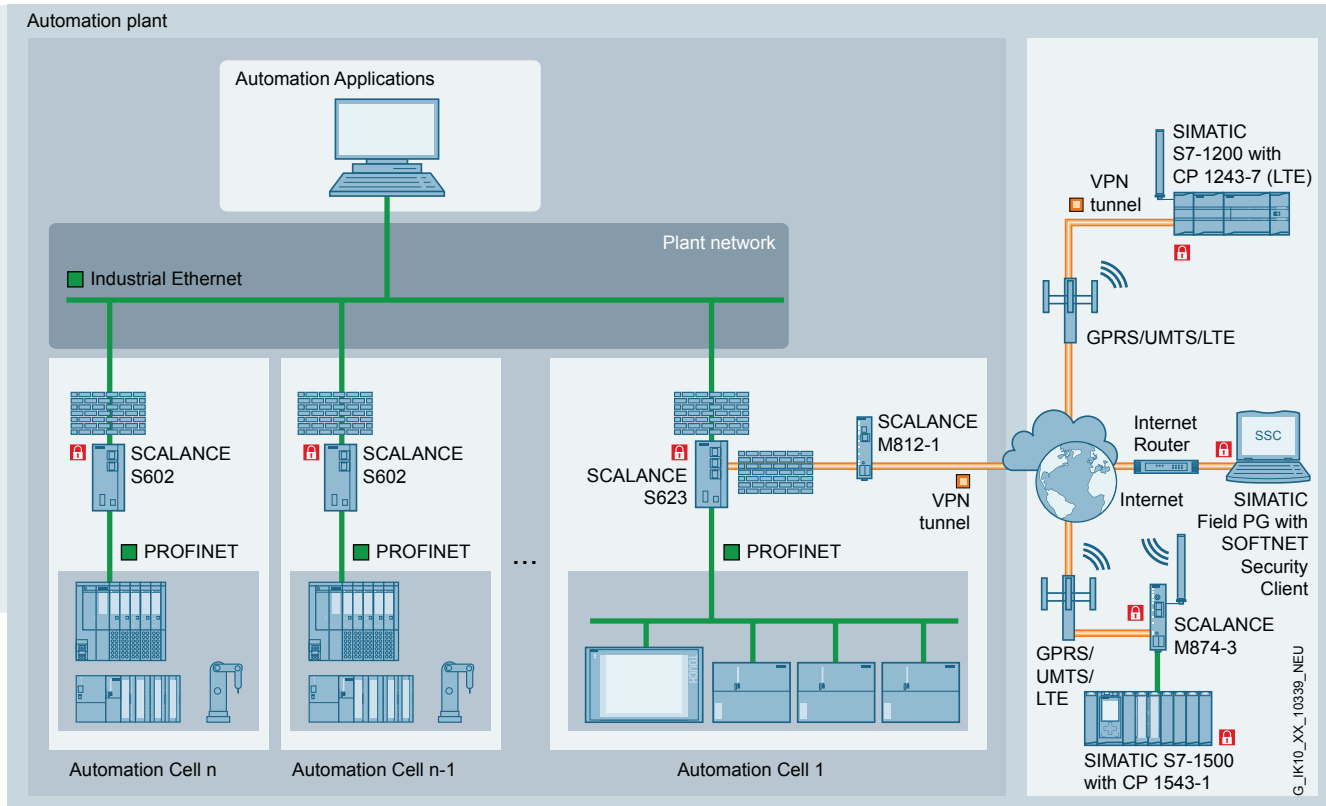 Automation plant
Automation Applications
Plant network
Industrial Ethernet
SCALANCE
S602
PROFINET
Automation Cell n
SCALANCE
S602
PROFINET
Automation Cell n-1
...
SCALANCE
S623
PROFINET
TOUCH
Automation Cell 1
SCALANCE
M812-1
VPN
tunnel
SIMATIC
S7-1200 with
CP 1243-7 (LTE)
VPN
tunnel
GPRS/UMTS/LTE
Internet
Router
SSC
Internet
SIMATIC
Field PG with
SOFTNET
Security
Client
SCALANCE
M874-3
GPRS/
UMTS/
LTE
SIMATIC S7-1500
with CP 1543-1
G_IK10_XX_10339_NEU